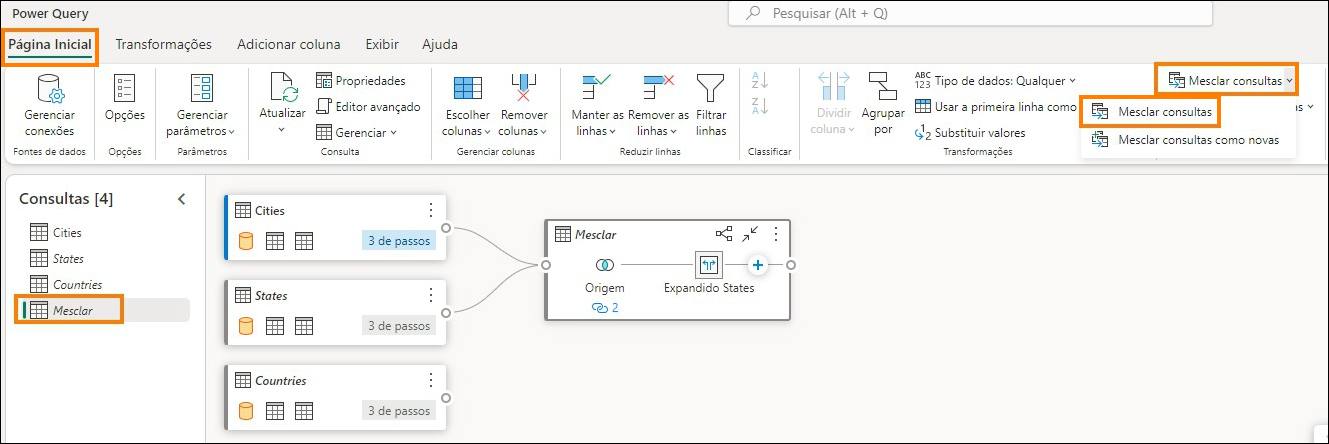 Power Query
Pesquisar (Alt + Q)
Página Inicial Transformações Adicionar coluna Exibir Ajuda
Gerenciar conexões
Fontes de dados
Opções
Opções
Gerenciar parâmetros
Parâmetros
Atualizar
Propriedades
Editor avançado
Gerenciar
Consulta
Escolher colunas
Remover colunas
Gerenciar colunas
Manter as linhas
Remover as linhas
Filtrar linhas
Reduzir linhas
A
Z
Z
A
Classificar
Dividir coluna
Agrupar por
ABC
123
Tipo de dados: Qualquer
Usar a primeira linha como
1
2
Substituir valores
Transformações
Mesclar consultas
Mesclar consultas
Mesclar consultas como novas
Consultas [4]
Cities
States
Countries
Mesclar
Cities
3 de passos
States
3 de passos
Countries
3 de passos
Mesclar
Origem
2
Expandido States